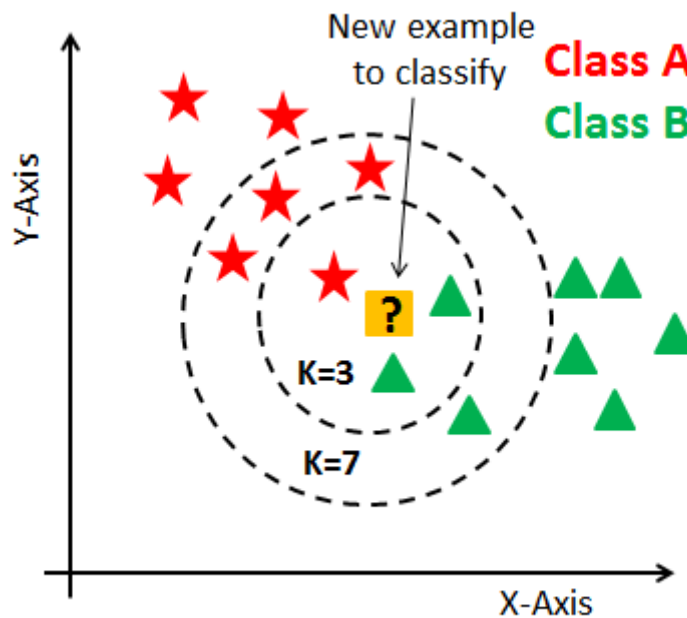 New example
to classify
Class A
Class B
Y-Axis
?
K=3
K=7
X-Axis